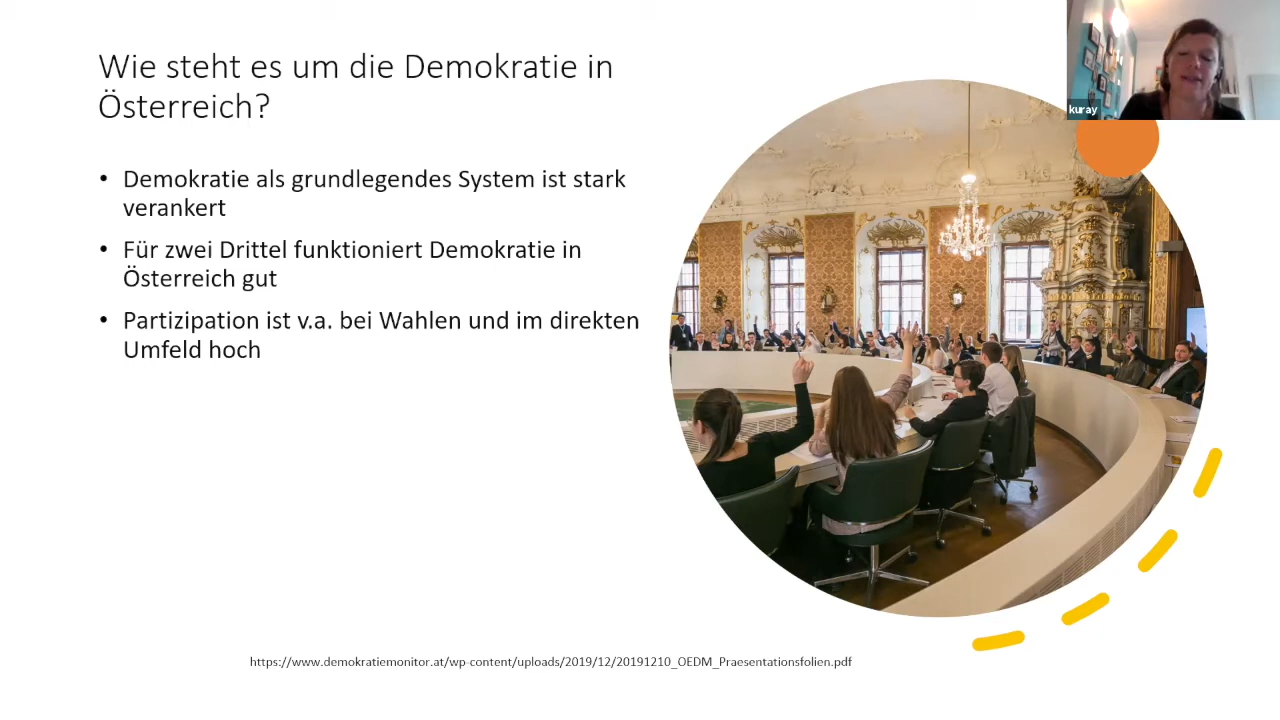 Wie steht es um die Demokratie in
Österreich?
• Demokratie als grundlegendes System ist stark
verankert
• Für zwei Drittel funktioniert Demokratie in
Österreich gut
• Partizipation ist v.a. bei Wahlen und im direkten
Umfeld hoch
kuray
https://www.demokratiemonitor.at/wp-content/uploads/2019/12/20191210_OEDM_Praesentationsfolien.pdf